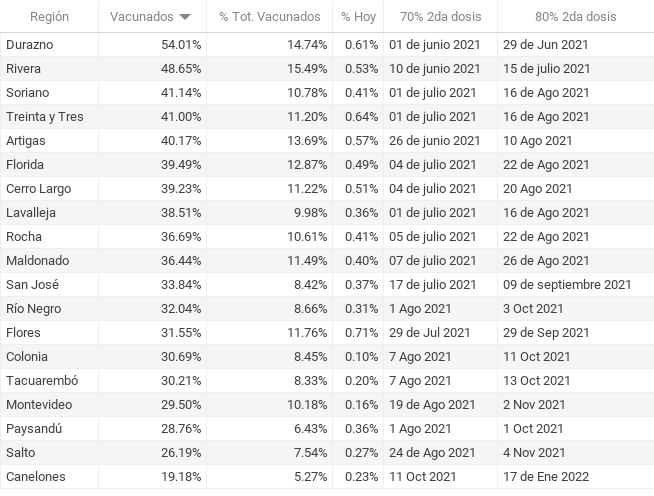 Región Vacunados % Tot. Vacunados % Hoy 70% 2da dosis 80% 2da dosis
Durazno 54.01% 14.74% 0.61% 01 de junio 2021 29 de Jun 2021
Rivera 48.65% 15.49% 0.53% 10 de junio 2021 15 de julio 2021
Soriano 41.14% 10.78% 0.41% 01 de julio 2021 16 de Ago 2021
Treinta y Tres 41.00% 11.20% 0.64% 01 de julio 2021 16 de Ago 2021
Artigas 40.17% 13.69% 0.57% 26 de junio 2021 10 Ago 2021
Florida 39.49% 12.87% 0.49% 04 de julio 2021 22 de Ago 2021
Cerro Largo 39.23% 11.22% 0.51% 04 de julio 2021 20 Ago 2021
Lavalleja 38.51% 9.98% 0.36% 01 de julio 2021 16 de Ago 2021
Rocha 36.69% 10.61% 0.41% 05 de julio 2021 22 de Ago 2021
Maldonado 36.44% 11.49% 0.40% 07 de julio 2021 26 de Ago 2021
San José 33.84% 8.42% 0.37% 17 de julio 2021 09 de septiembre 2021
Río Negro 32.04% 8.66% 0.31% 1 Ago 2021 3 Oct 2021
Flores 31.55% 11.76% 0.71% 29 de Jul 2021 29 de Sep 2021
Colonia 30.69% 8.45% 0.10% 7 Ago 2021 11 Oct 2021
Tacuarembó 30.21% 8.33% 0.20% 7 Ago 2021 13 Oct 2021
Montevideo 29.50% 10.18% 0.16% 19 de Ago 2021 2 Nov 2021
Paysandú 28.76% 6.43% 0.36% 1 Ago 2021 1 Oct 2021
Salto 26.19% 7.54% 0.27% 24 de Ago 2021 4 Nov 2021
Canelones 19.18% 5.27% 0.23% 11 Oct 2021 17 de Ene 2022